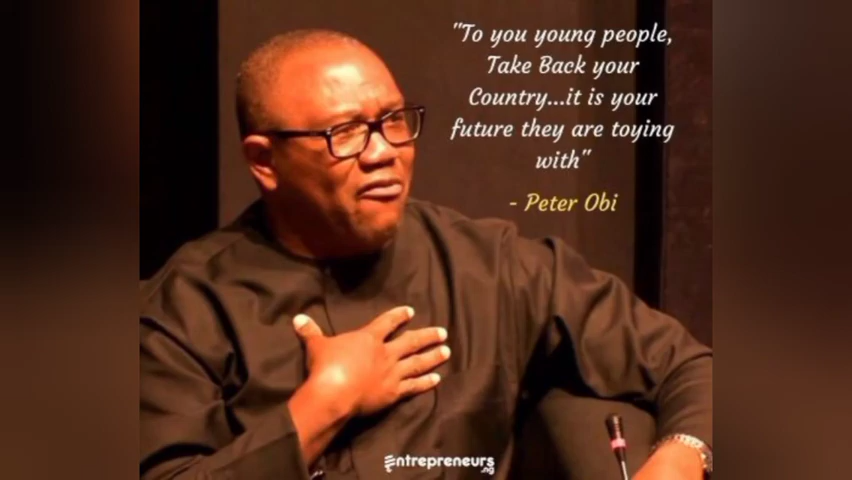 "To you young people,
Take Back your
Country...it is your
future they are toying
with"
- Peter Obi
Entrepreneurs
.ng